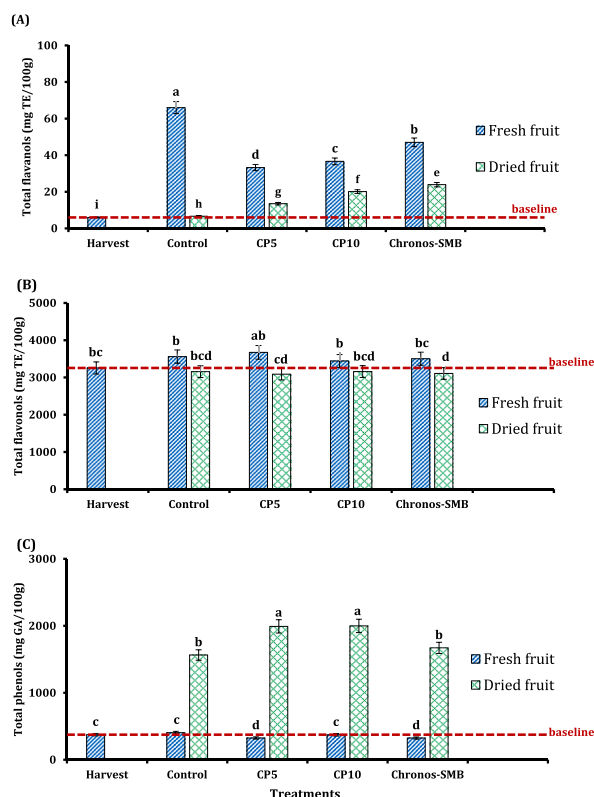 (A)
Total flavanols (mg TE/100g)
100
80
60
40
20
0
i
a
h
d
g
c
f
b
e
Fresh fruit
Dried fruit
baseline
Harvest Control CP5 CP10 Chronos-SMB
(B)
Total flavonols (mg TE/100g)
5000
4000
3000
2000
1000
0
bc
b
bcd
ab
cd
b
bcd
bc
d
baseline
Fresh fruit
Dried fruit
Harvest Control CP5 CP10 Chronos-SMB
(C)
Total phenols (mg GA/100g)
3000
2000
1000
0
c
c
b
d
a
c
a
d
b
Fresh fruit
Dried fruit
baseline
Harvest Control CP5 CP10 Chronos-SMB
Treatments